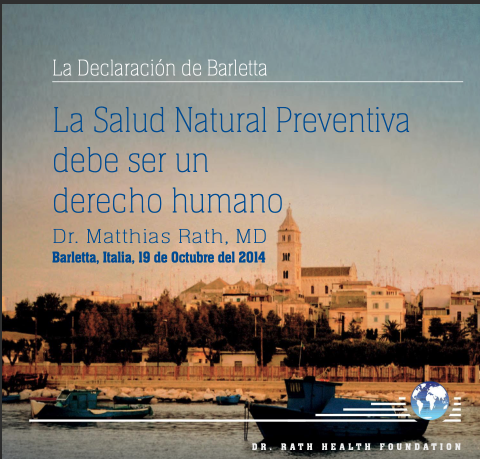 La Declaración de Barletta
La Salud Natural Preventiva
debe ser un
derecho humano
Dr. Matthias Rath, MD
Barletta, Italia, 19 de Octubre del 2014
DR. RATH HEALTH FOUNDATION